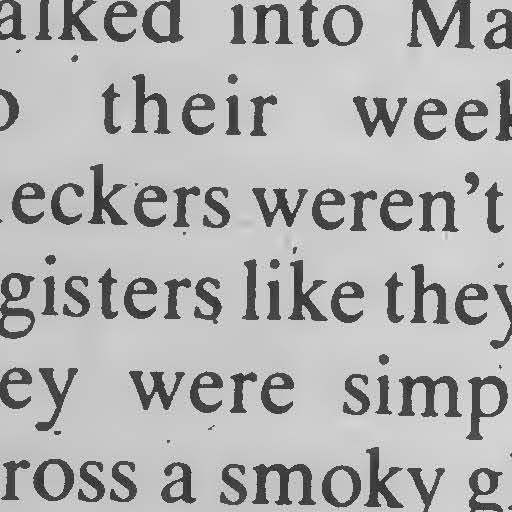 alked into Ma
o their week
eckers weren't
gisters like they
ey were simp
ross a smoky g